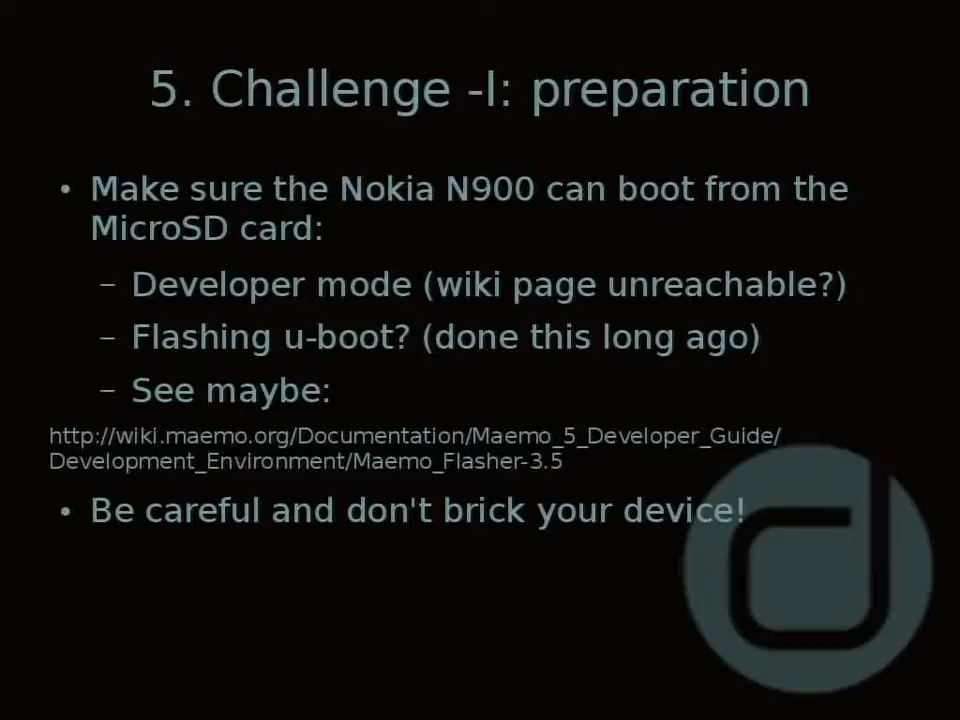 5. Challenge -I: preparation
• Make sure the Nokia N900 can boot from the
MicroSD card:
– Developer mode (wiki page unreachable?)
– Flashing u-boot? (done this long ago)
– See maybe:
http://wiki.maemo.org/Documentation/Maemo_5_Developer_Guide/
Development_Environment/Maemo_Flasher-3.5
• Be careful and don't brick your device!